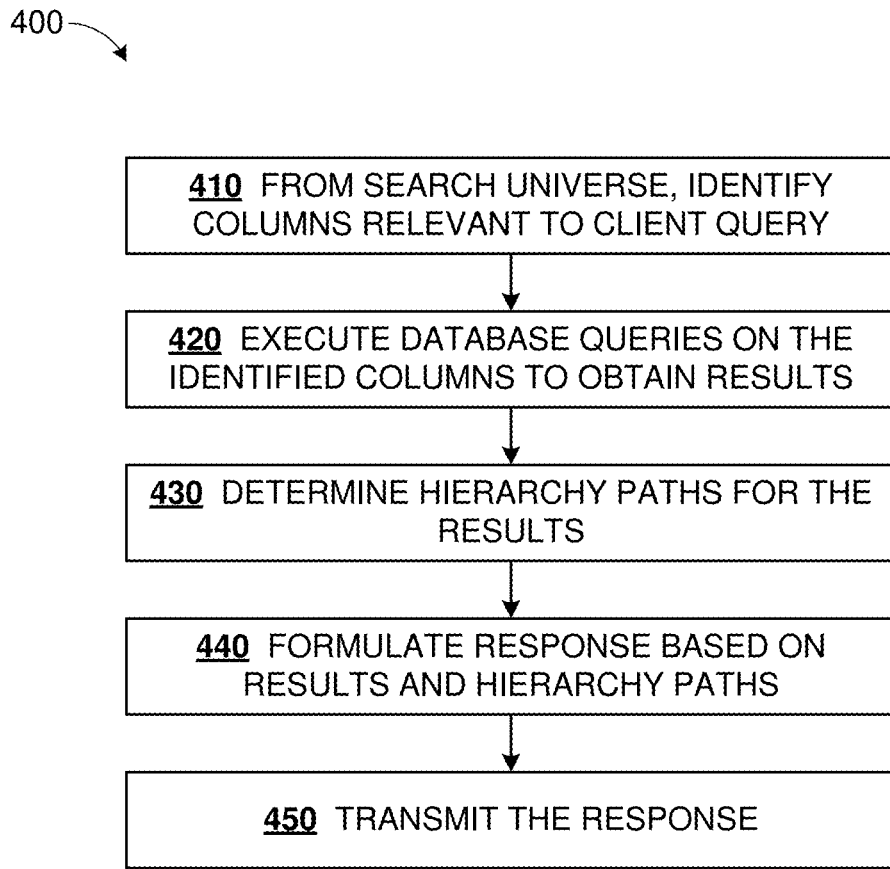 400
410 FROM SEARCH UNIVERSE, IDENTIFY
COLUMNS RELEVANT TO CLIENT QUERY
420 EXECUTE DATABASE QUERIES ON THE
IDENTIFIED COLUMNS TO OBTAIN RESULTS
430 DETERMINE HIERARCHY PATHS FOR THE
RESULTS
440 FORMULATE RESPONSE BASED ON
RESULTS AND HIERARCHY PATHS
450 TRANSMIT THE RESPONSE